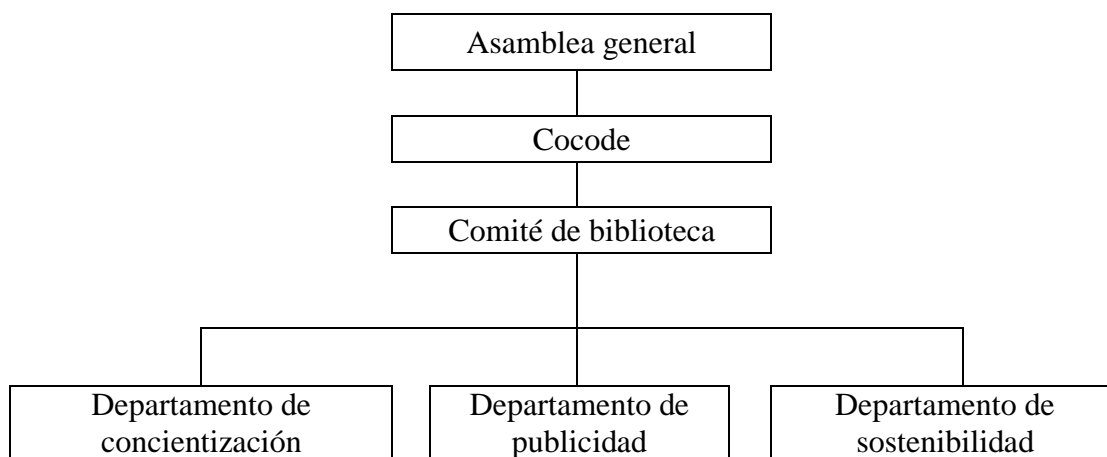 Asamblea general
Cocode
Comité de biblioteca
Departamento de
concientización
Departamento de
publicidad
Departamento de
sostenibilidad